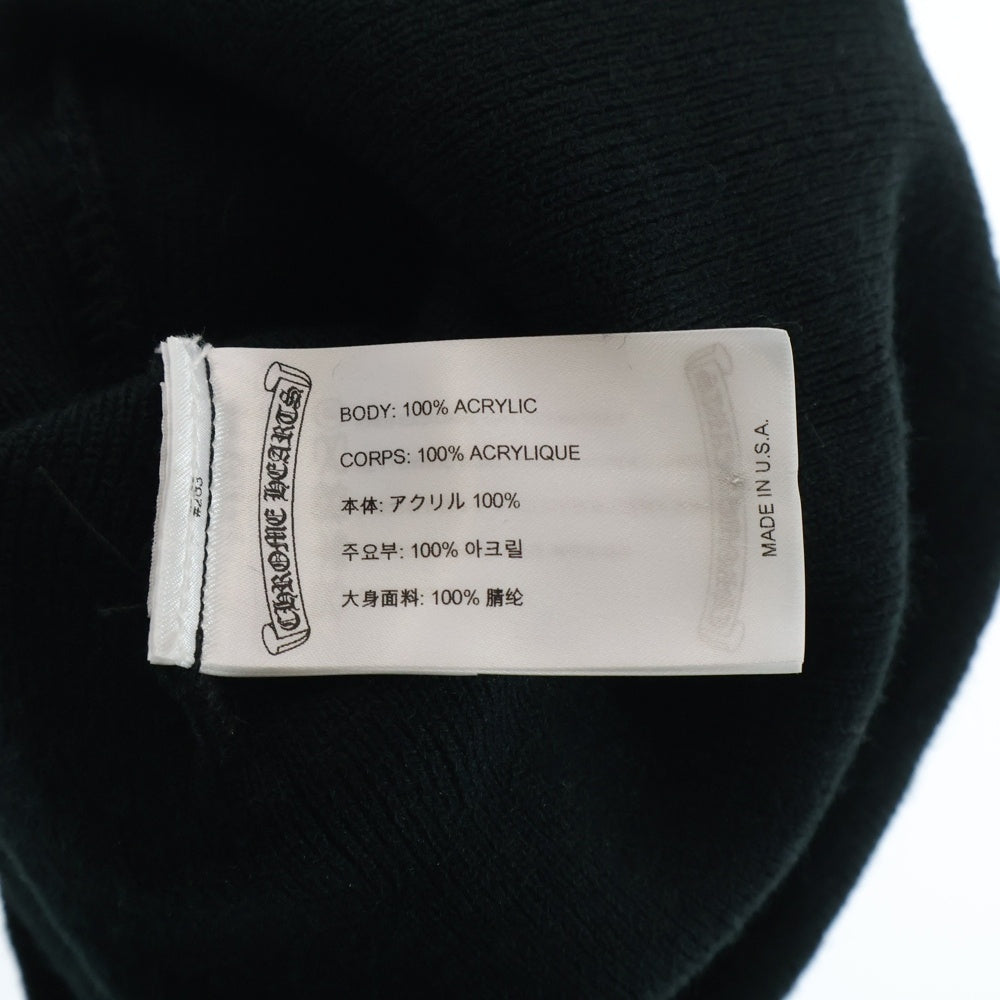 CHROME HEARTS
BODY: 100% ACRYLIC
CORPS: 100% ACRYLIQUE
本体: アクリル 100%
주요부: 100% 아크릴
大身面料: 100% 腈纶
MADE IN U.S.A.